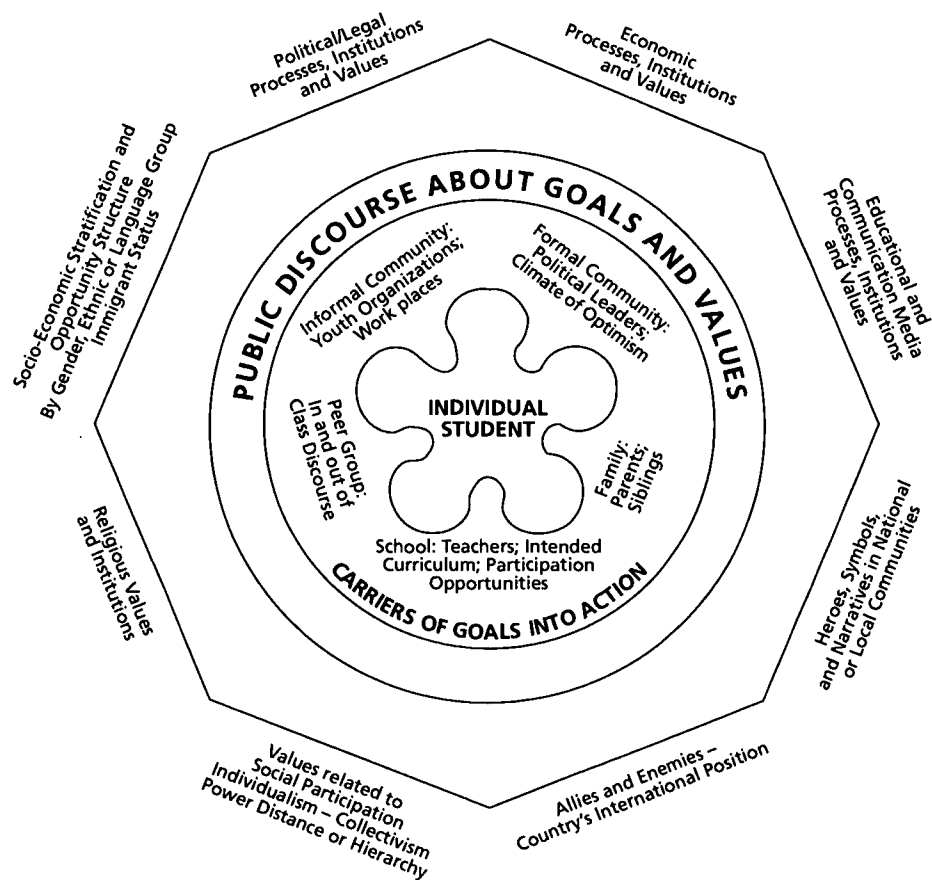 Political/Legal
Processes, Institutions
and Values
Economic
Processes, Institutions
and Values
Educational and
Communication Media
Processes, Institutions
and Values
Heroes, Symbols,
and Narratives in National
or Local Communities
Allies and Enemies –
Country's International Position
Values related to
Social Participation
Individualism – Collectivism
Power Distance or Hierarchy
Religious Values
and Institutions
Socio-Economic Stratification and
Opportunity Structure
By Gender, Ethnic or Language Group
Immigrant Status
PUBLIC DISCOURSE ABOUT GOALS AND VALUES
Informal Community:
Youth Organizations;
Work places
Formal Community:
Political Leaders;
Climate of Optimism
Peer Group:
In and out of
Class Discourse
INDIVIDUAL
STUDENT
Family:
Parents;
Siblings
School: Teachers; Intended
Curriculum; Participation
Opportunities
CARRIERS OF GOALS INTO ACTION